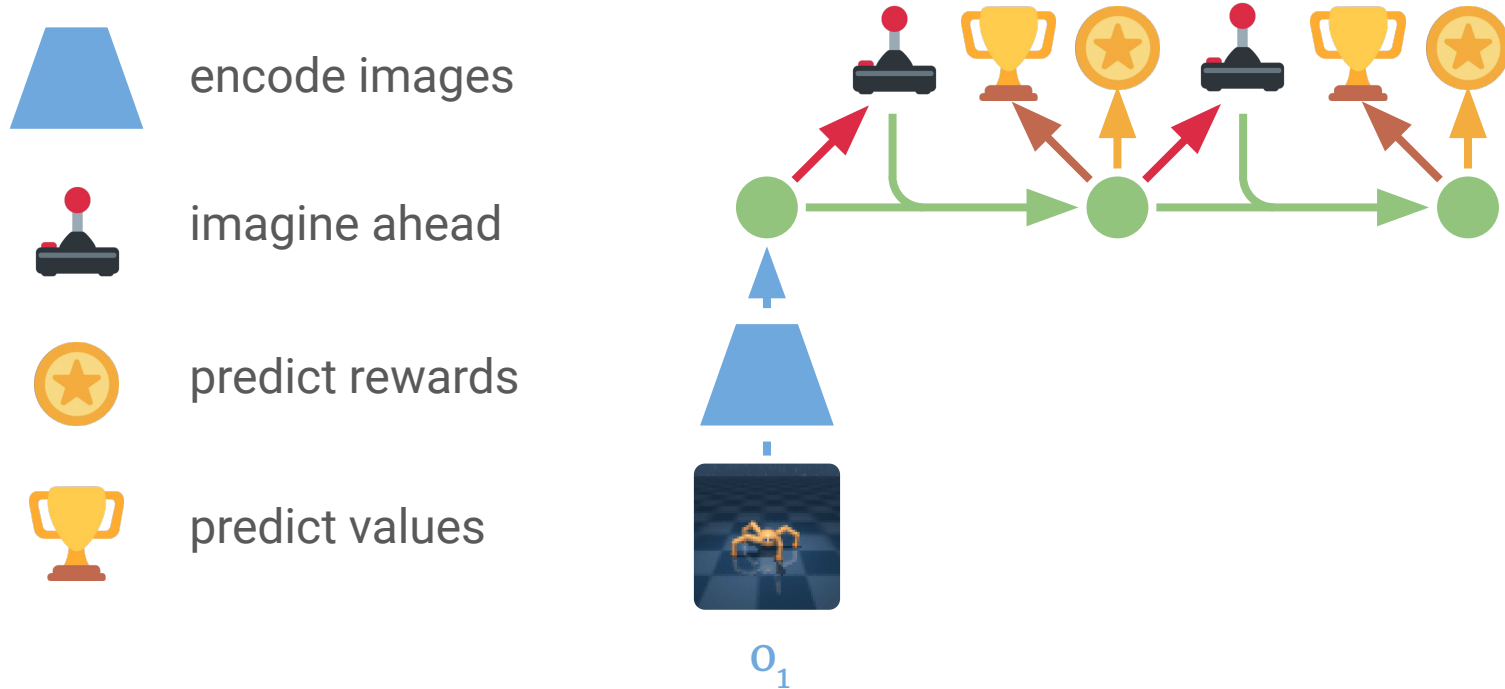 encode images
imagine ahead
predict rewards
predict values
o₁